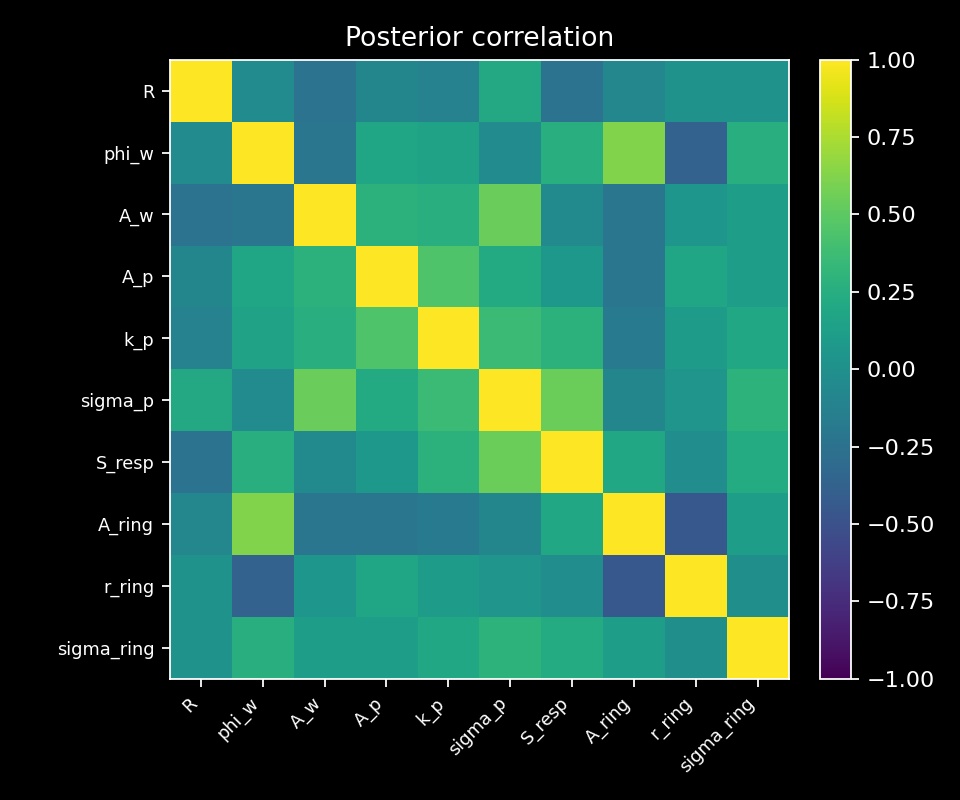 Posterior correlation
R
phi_w
A_w
A_p
k_p
sigma_p
S_resp
A_ring
r_ring
sigma_ring
R
phi_w
A_w
A_p
k_p
sigma_p
S_resp
A_ring
r_ring
sigma_ring
1.00
0.75
0.50
0.25
0.00
−0.25
−0.50
−0.75
−1.00